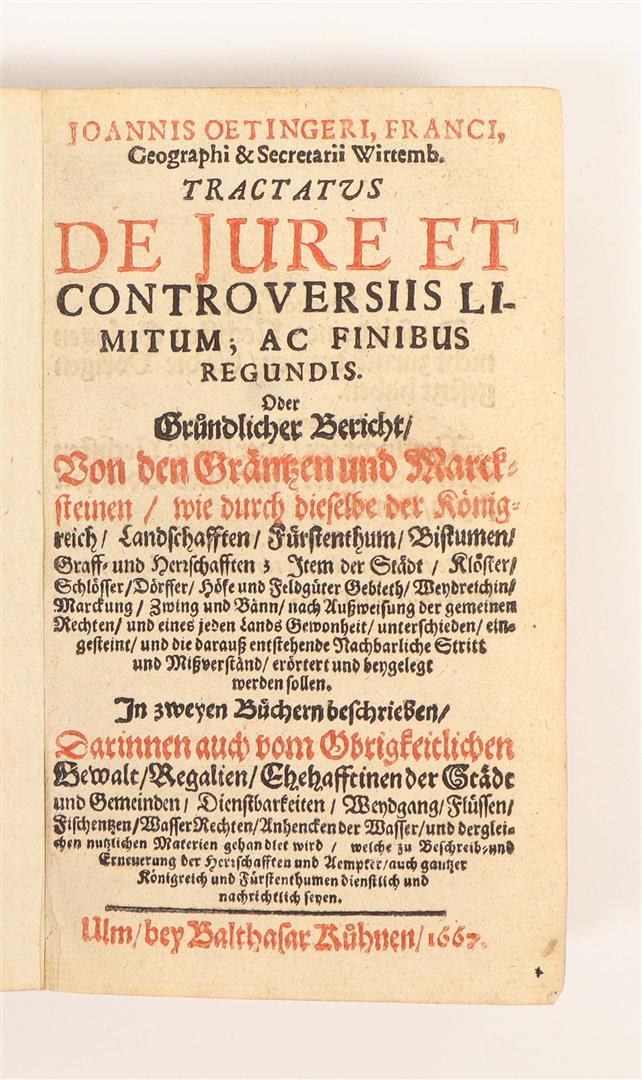 JOANNIS OETINGERI, FRANCI,
Geographi & Secretarii Wirtemb.
TRACTATUS
DE JURE ET
CONTROVERSIIS LI-
MITUM; AC FINIBUS
REGUNDIS.
Oder
Gründlicher Bericht/
Von den Gräntzen und Marck-
steinen / wie durch dieselbe der König-
reich/ Landschafften/ Fürstenthum/ Bistumen/
Graff- und Herrschafften; Item der Städt / Klöster/
Schlösser/Dörffer/ Höfe und Feldgüter Gebieth/ Weydreichin/
Marckung/ Zwing und Bänn/ nach Außweisung der gemeinen
Rechten/ und eines jeden Lands Gewonheit/ unterschieden/ ein-
gesteint/ und die darauß entstehende Nachbarliche Stritt
und Mißverständ/ erörtert und beygelegt
werden sollen.
In zweyen Büchern beschrieben/
Darinnen auch vom Obrigkeitlichen
Gewalt/Regalien/Ehehafftinen der Städt
und Gemeinden/ Dienstbarkeiten / Weydgang/ Flüssen/
Fischentzen/Wasser Rechten/Anhencken der Wasser/und derglei-
chen nutzlichen Materien gehandlet wird / welche zu Beschreib- und
Erneuerung der Herrschafften und Aempter/ auch gantzer
Königreich und Fürstenthumen dienstlich und
nachrichtlich seyen.
Ulm/ bey Balthasar Kühnen/ 1667.